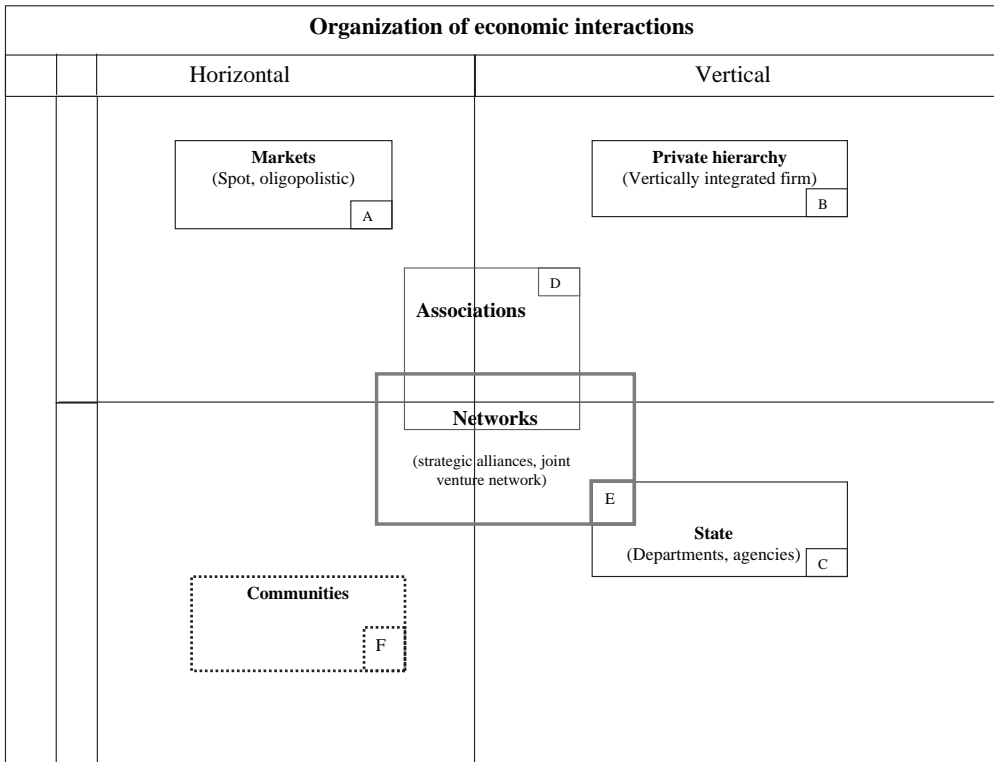 Organization of economic interactions
Horizontal
Vertical
Markets
(Spot, oligopolistic)
A
Private hierarchy
(Vertically integrated firm)
B
D
Associations
Networks
(strategic alliances, joint
venture network)
E
State
(Departments, agencies)
C
Communities
F